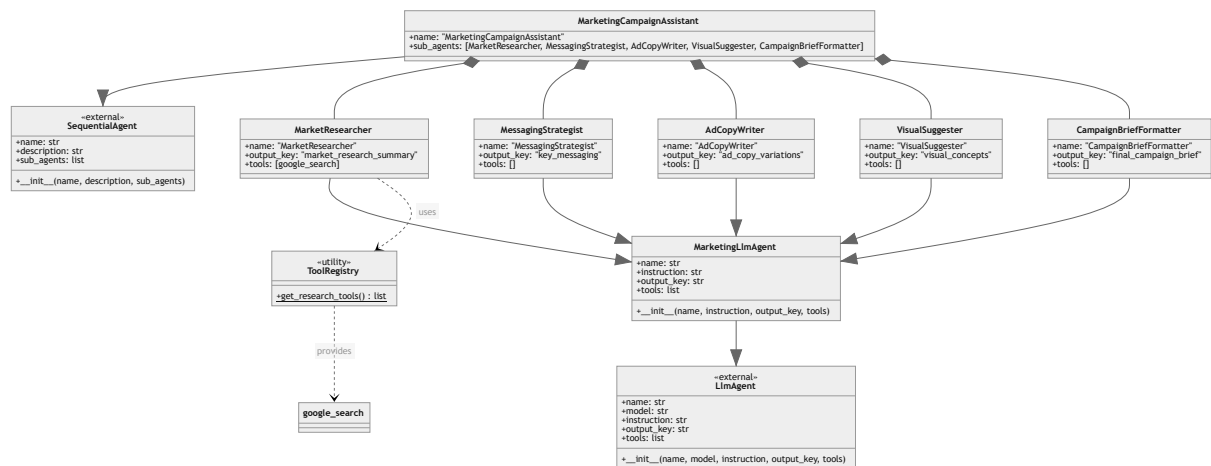 MarketingCampaignAssistant
+name: "MarketingCampaignAssistant"
+sub_agents: [MarketResearcher, MessagingStrategist, AdCopyWriter, VisualSuggester, CampaignBriefFormatter]
«external»
SequentialAgent
+name: str
+description: str
+sub_agents: list
+__init__(name, description, sub_agents)
MarketResearcher
+name: "MarketResearcher"
+output_key: "market_research_summary"
+tools: [google_search]
MessagingStrategist
+name: "MessagingStrategist"
+output_key: "key_messaging"
+tools: []
AdCopyWriter
+name: "AdCopyWriter"
+output_key: "ad_copy_variations"
+tools: []
VisualSuggester
+name: "VisualSuggester"
+output_key: "visual_concepts"
+tools: []
CampaignBriefFormatter
+name: "CampaignBriefFormatter"
+output_key: "final_campaign_brief"
+tools: []
uses
«utility»
ToolRegistry
+get_research_tools() : list
MarketingLlmAgent
+name: str
+instruction: str
+output_key: str
+tools: list
+__init__(name, instruction, output_key, tools)
provides
google_search
«external»
LlmAgent
+name: str
+model: str
+instruction: str
+output_key: str
+tools: list
+__init__(name, model, instruction, output_key, tools)